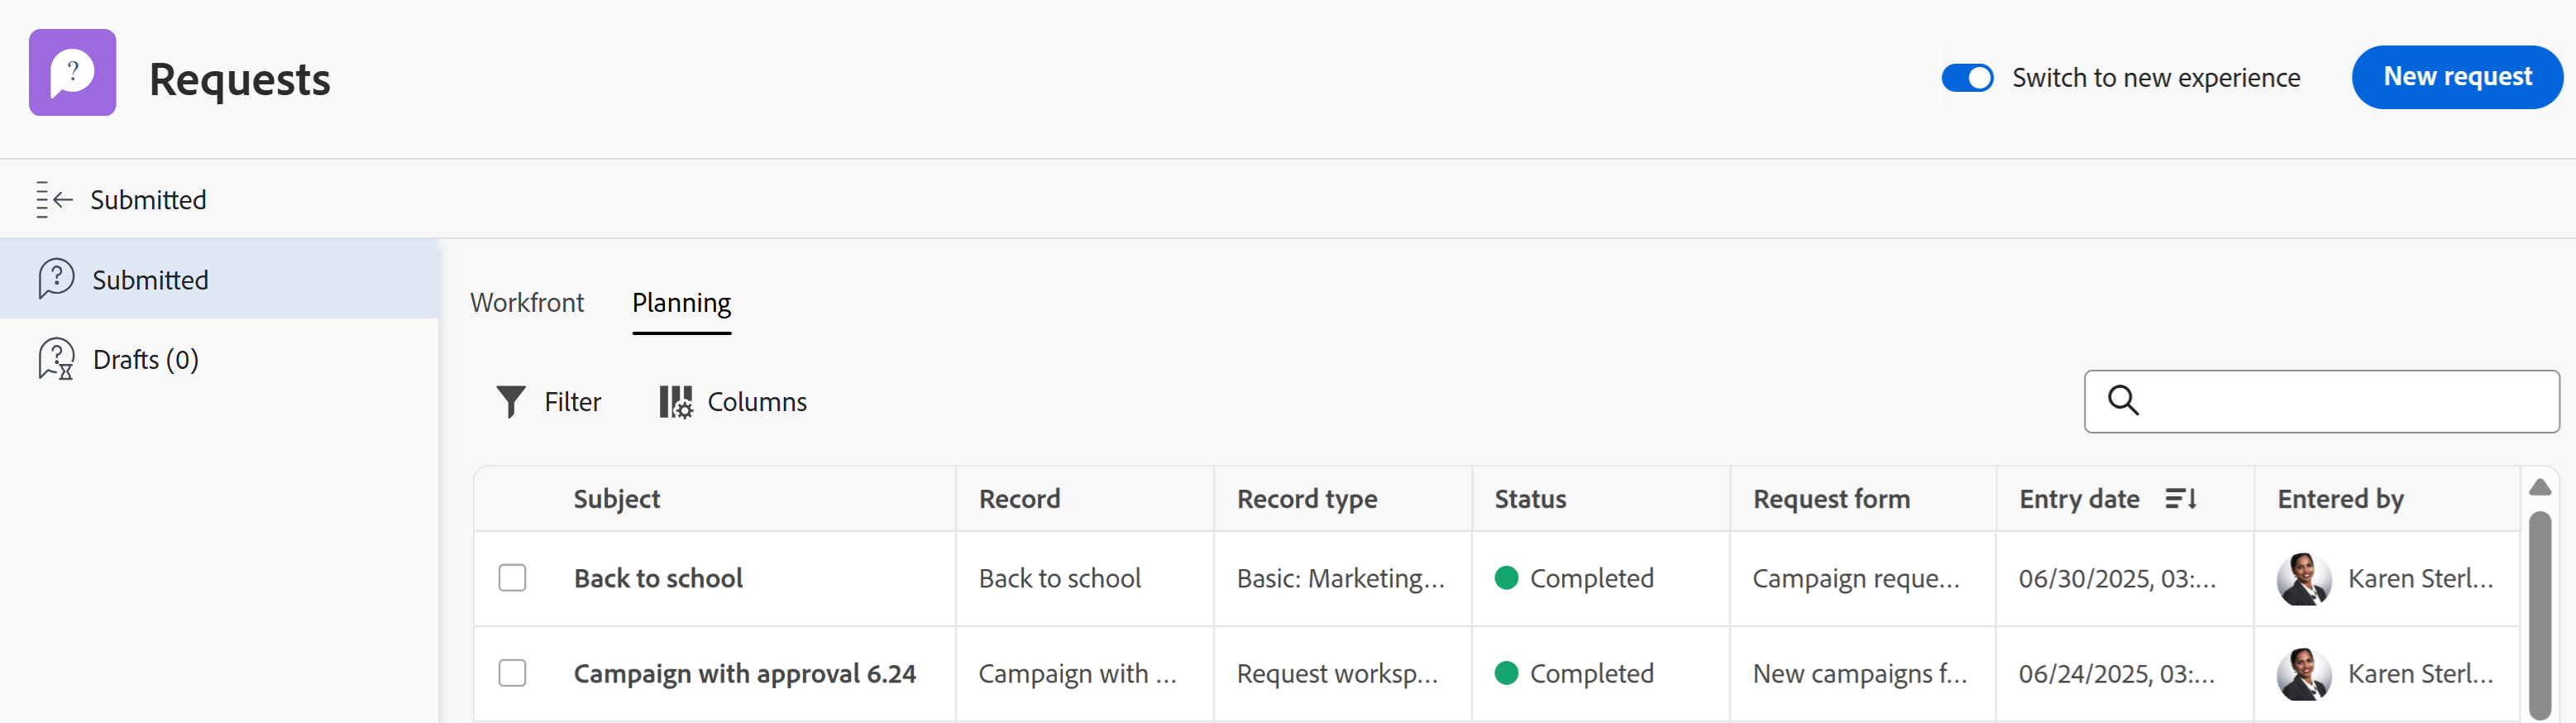 Requests
Switch to new experience
New request
Submitted
Submitted
Drafts (0)
Workfront Planning
Filter Columns
Subject Record Record type Status Request form Entry date Entered by
Back to school Back to school Basic: Marketing... Completed Campaign reque... 06/30/2025, 03:... Karen Sterl...
Campaign with approval 6.24 Campaign with ... Request worksp... Completed New campaigns f... 06/24/2025, 03:... Karen Sterl...